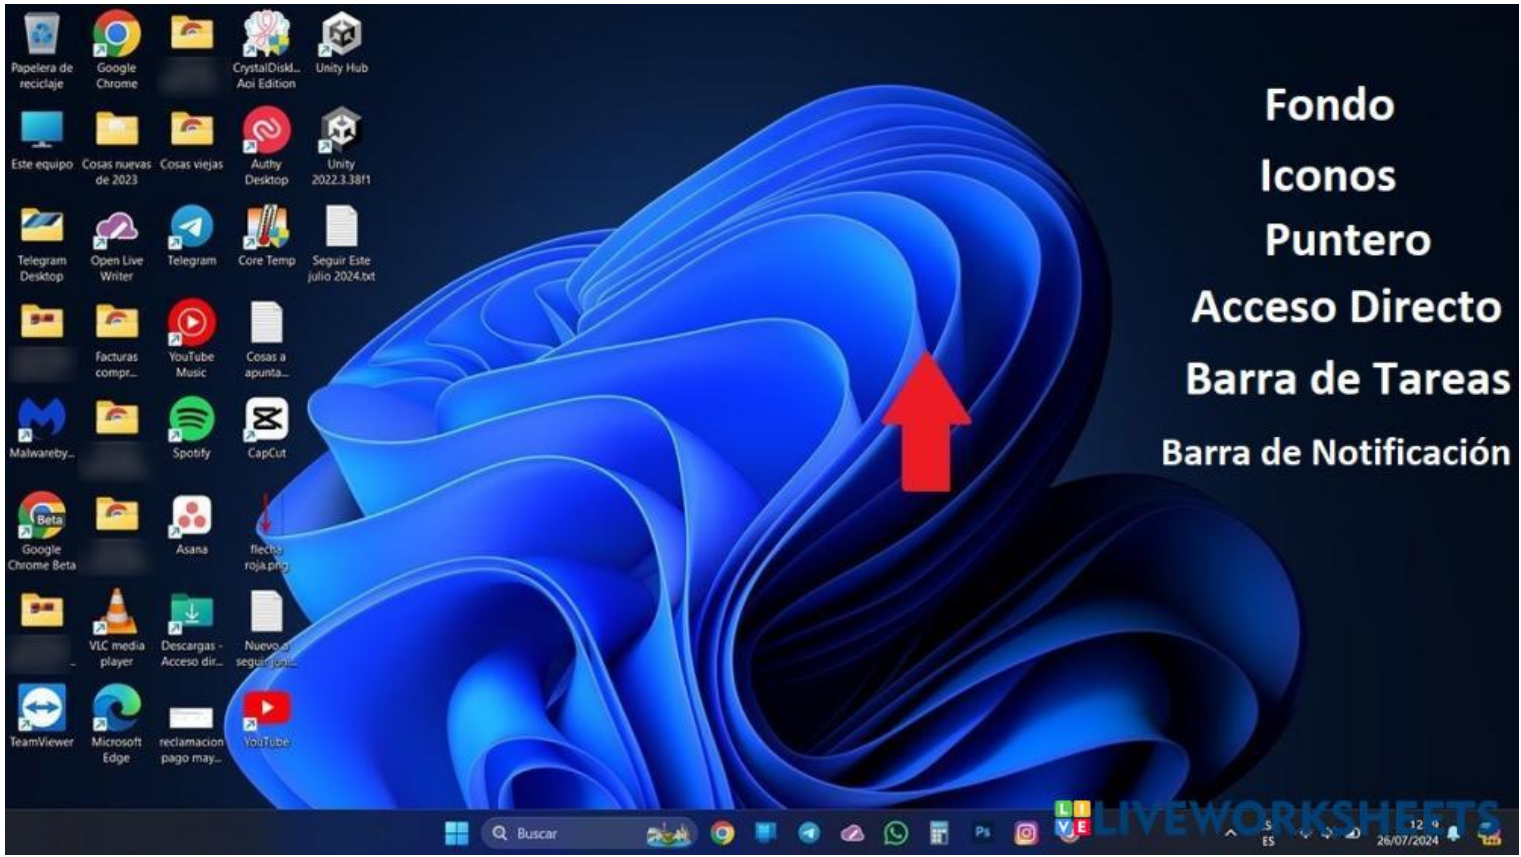 Papelera de
reciclaje
Google
Chrome
CrystalDiskI...
Aoi Edition
Unity Hub
Este equipo
Cosas nuevas
de 2023
Cosas viejas
Authy
Desktop
Unity
2022.3.38f1
Telegram
Desktop
Open Live
Writer
Telegram
Core Temp
Seguir Este
julio 2024.txt
Facturas
compr...
YouTube
Music
Cosas a
apunta...
Malwareby...
Spotify
CapCut
Beta
Google
Chrome Beta
Asana
flecha
roja.png
VLC media
player
Descargas -
Acceso dir...
Nuevo a
TeamViewer
Microsoft
Edge
reclamacion
pago may...
YouTube
Fondo
Iconos
Puntero
Acceso Directo
Barra de Tareas
Barra de Notificación
Buscar
Ps
LIVE LIVEWORKSHEETS
ES
26/07/2024